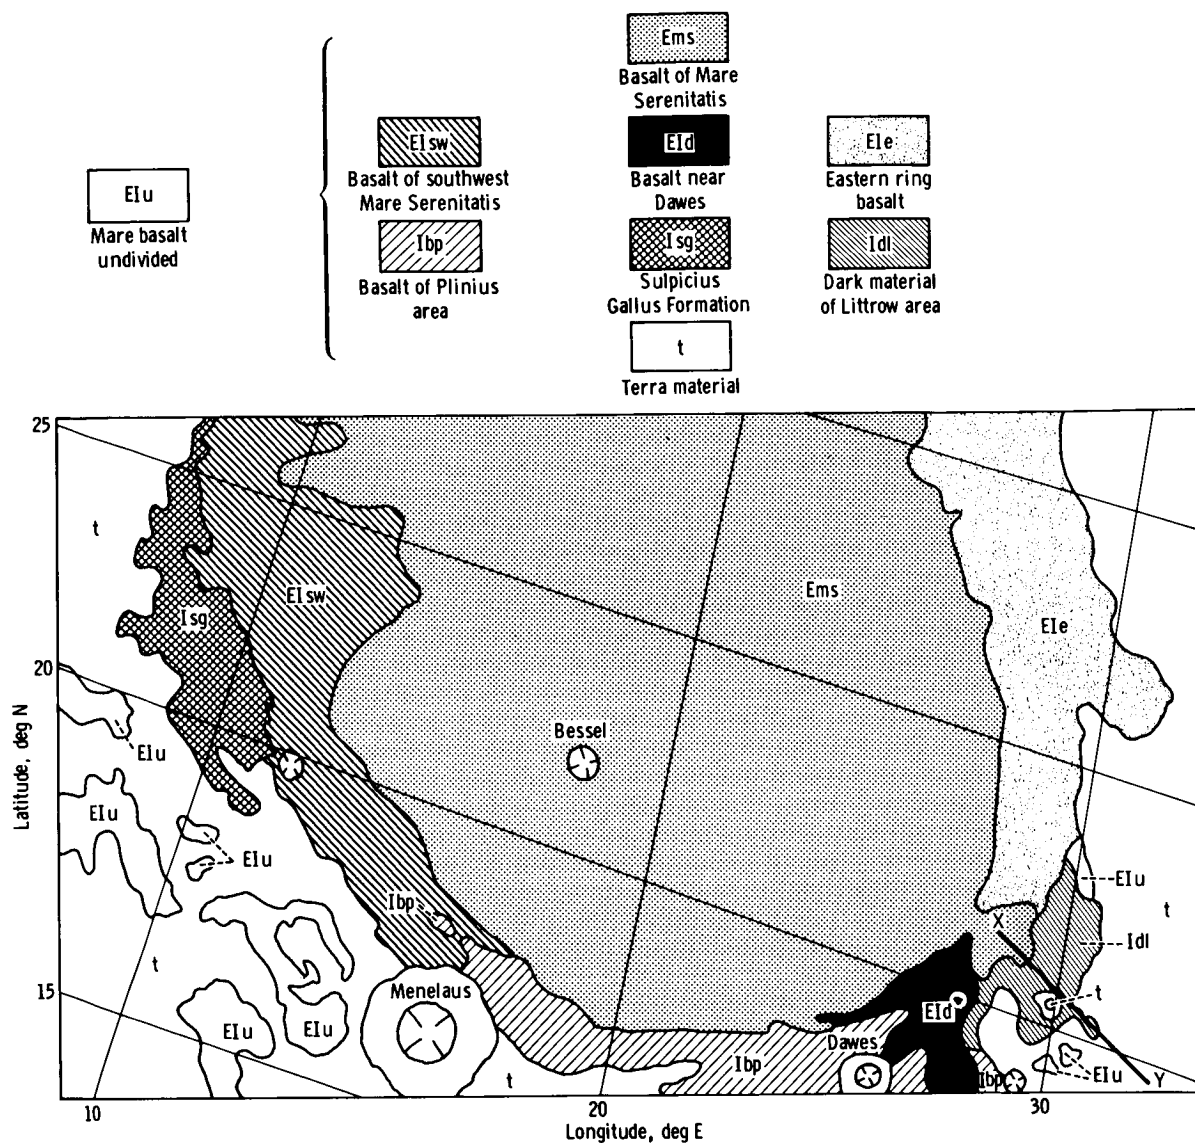 Ems
Basalt of Mare
Serenitatis
EIsw
Basalt of southwest
Mare Serenitatis
EId
Basalt near
Dawes
EIe
Eastern ring
basalt
EIu
Mare basalt
undivided
Ibp
Basalt of Plinius
area
Isg
Sulpicius
Gallus Formation
Idl
Dark material
of Littrow area
t
Terra material
25
t
EIsw
Ems
Isg
EIe
20
Latitude, deg N
EIu
Bessel
EIu
EIu
EIu
Ibp
X
t
Idl
t
15
Menelaus
t
EIu
EIu
EId
Dawes
Ibp
t
Ibp
EIu
Y
10
20
30
Longitude, deg E